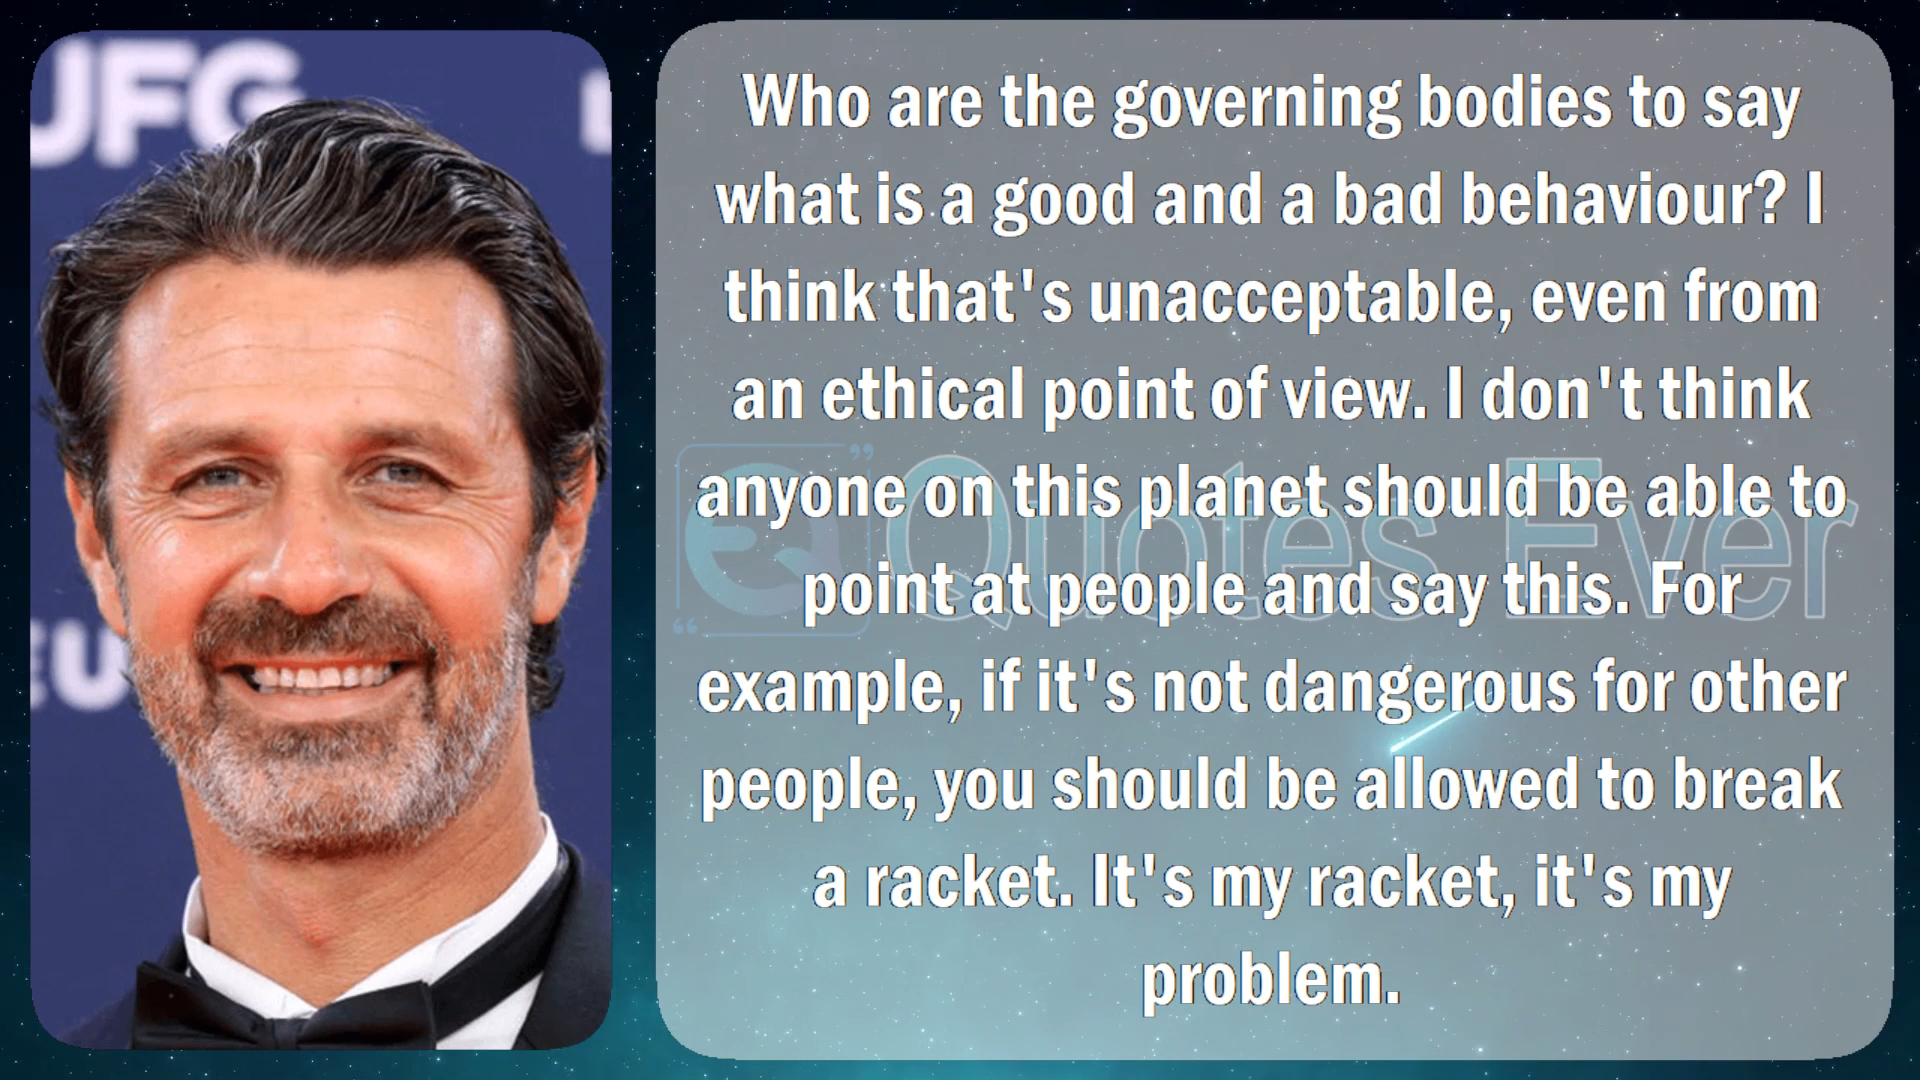 UFG
EU
Who are the governing bodies to say
what is a good and a bad behaviour? I
think that's unacceptable, even from
an ethical point of view. I don't think
anyone on this planet should be able to
point at people and say this. For
example, if it's not dangerous for other
people, you should be allowed to break
a racket. It's my racket, it's my
problem.
Quotes Ever